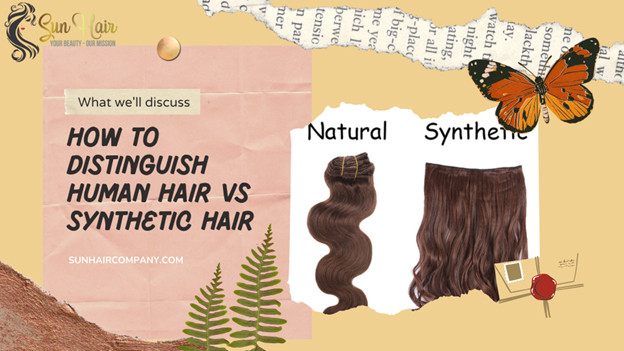 Sun Hair
YOUR BEAUTY - OUR MISSION
What we'll discuss
HOW TO
DISTINGUISH
HUMAN HAIR VS
SYNTHETIC HAIR
SUNHAIRCOMPANY.COM
Natural Synthetic